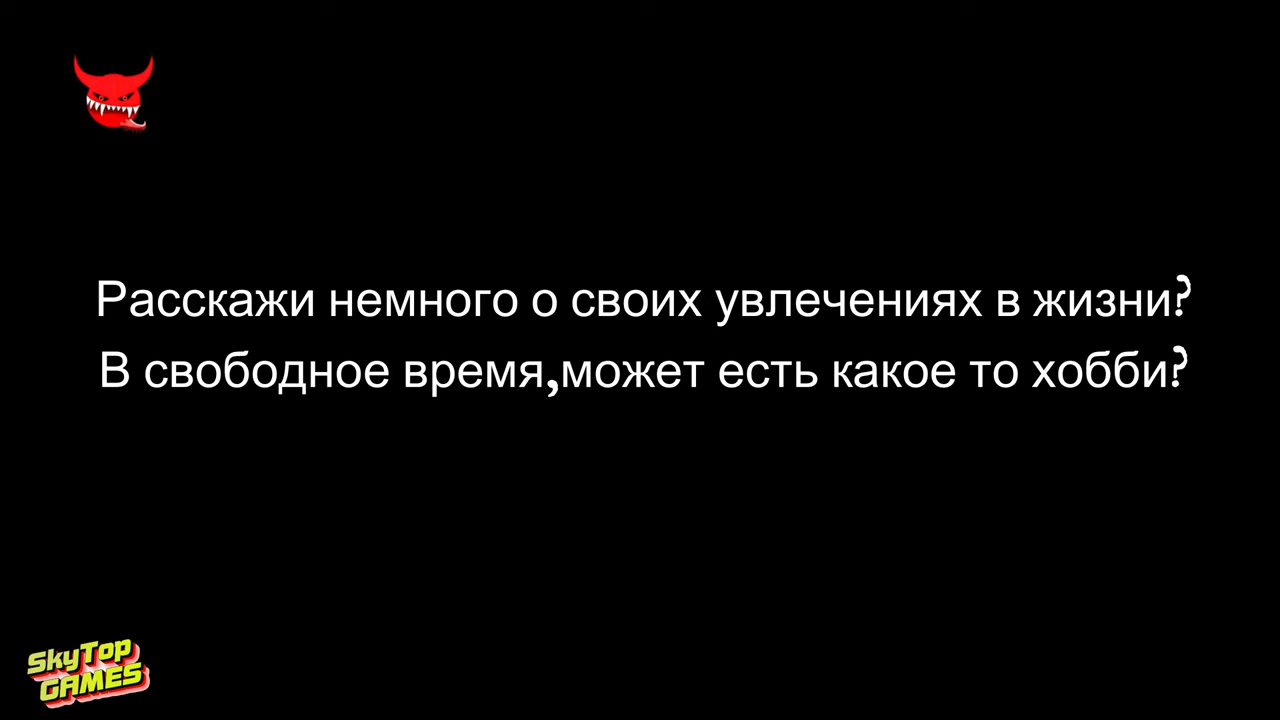 Расскажи немного о своих увлечениях в жизни?
В свободное время,может есть какое то хобби?
SkyTop
GAMES